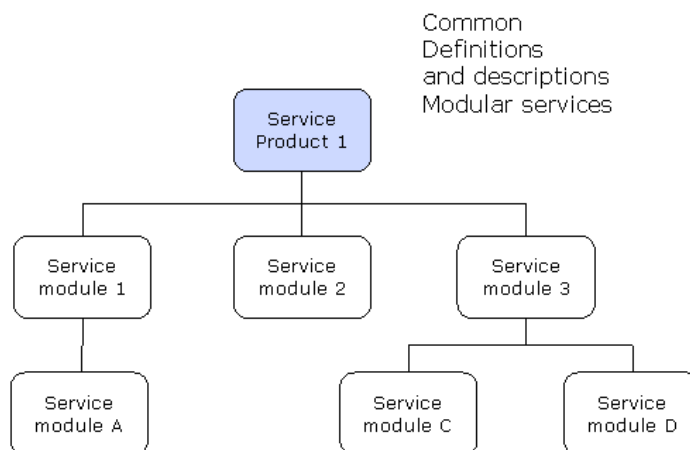 Common
Definitions
and descriptions
Modular services
Service
Product 1
Service
module 1
Service
module 2
Service
module 3
Service
module A
Service
module C
Service
module D